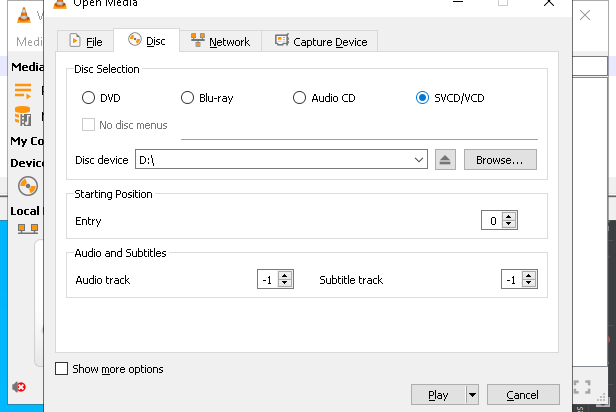 Open Media
Medi
File
Disc
Network
Capture Device
Media
Disc Selection
DVD
Blu-ray
Audio CD
SVCD/VCD
No disc menus
My Co
Disc device
D:\
Browse...
Device
Starting Position
Local
Entry
0
Audio and Subtitles
Audio track
-1
Subtitle track
-1
Show more options
Play
Cancel